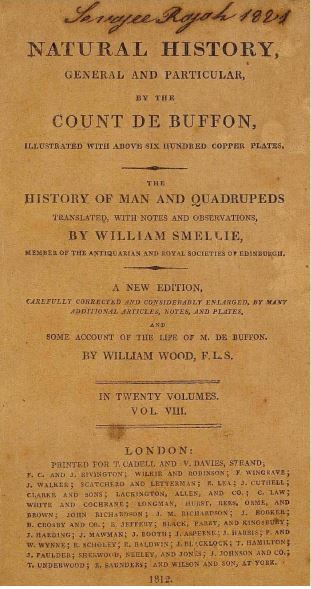 Serfojee Rajah 1821
NATURAL HISTORY,
GENERAL AND PARTICULAR,
BY THE
COUNT DE BUFFON,
ILLUSTRATED WITH ABOVE SIX HUNDRED COPPER PLATES.
THE
HISTORY OF MAN AND QUADRUPEDS
TRANSLATED, WITH NOTES AND OBSERVATIONS,
BY WILLIAM SMELLIE,
MEMBER OF THE ANTIQUARIAN AND ROYAL SOCIETIES OF EDINBURGH.
A NEW EDITION,
CAREFULLY CORRECTED AND CONSIDERABLY ENLARGED, BY MANY
ADDITIONAL ARTICLES, NOTES, AND PLATES,
AND
SOME ACCOUNT OF THE LIFE OF M. DE BUFFON.
BY WILLIAM WOOD, F.L.S.
IN TWENTY VOLUMES.
VOL VIII.
LONDON:
PRINTED FOR T. CADELL AND W. DAVIES, STRAND;
F. C. AND J. RIVINGTON; WILKIE AND ROBINSON; F. WINGRAVE;
J. WALKER; SCATCHERD AND LETTERMAN; R. LEA; J. CUTHELL;
CLARKE AND SONS; LACKINGTON, ALLEN, AND CO.; C. LAW;
WHITE AND COCHRANE; LONGMAN, HURST, REES, ORME, AND
BROWN; JOHN RICHARDSON; J. M. RICHARDSON; J. BOOKER;
B. CROSBY AND CO.; E. JEFFERY; BLACK, PARRY, AND KINGSBURY;
J. HARDING; J. MAWMAN; J. BOOTH; J. ASPERNE; J. HARRIS; P. AND
W. WYNNE; R. SCHOLEY; R. BALDWIN; J. BLACKLOCK; T. HAMILTON;
J. FAULDER; SHERWOOD, NEELEY, AND JONES; J. JOHNSON AND CO.;
T. UNDERWOOD; R. SAUNDERS; AND WILSON AND SON, AT YORK.
1812.